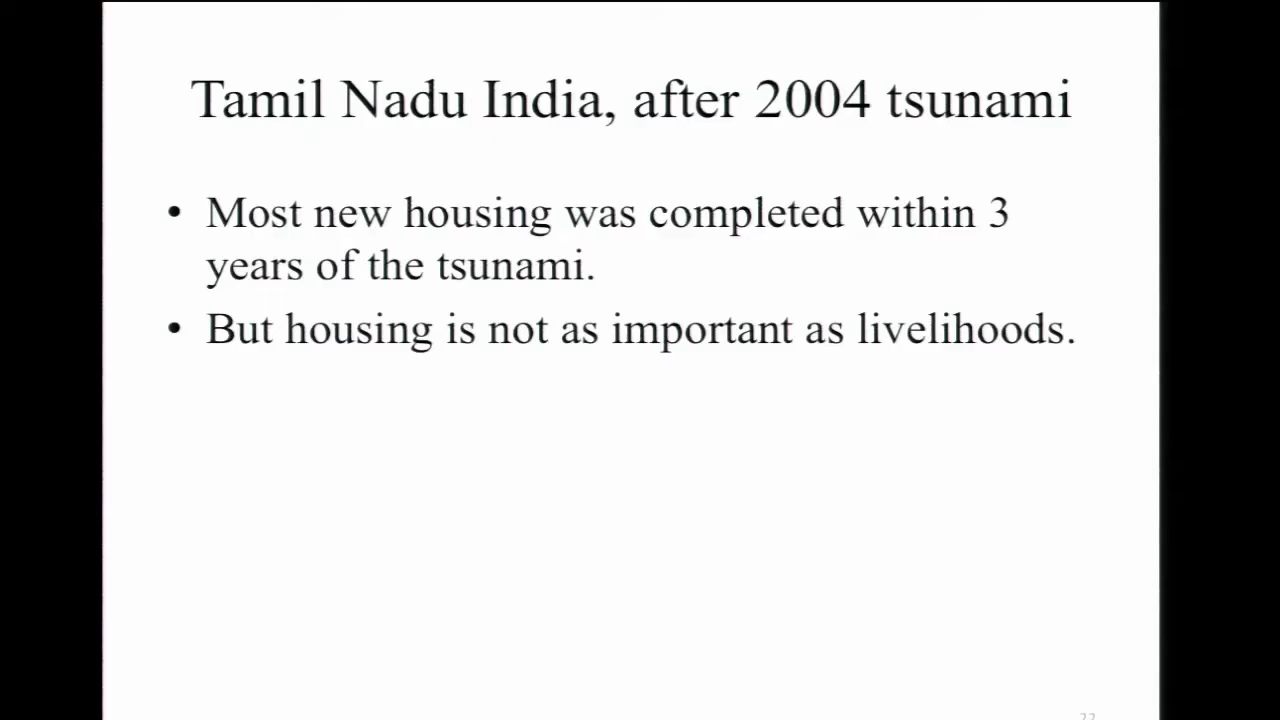 Tamil Nadu India, after 2004 tsunami
• Most new housing was completed within 3
years of the tsunami.
• But housing is not as important as livelihoods.
22